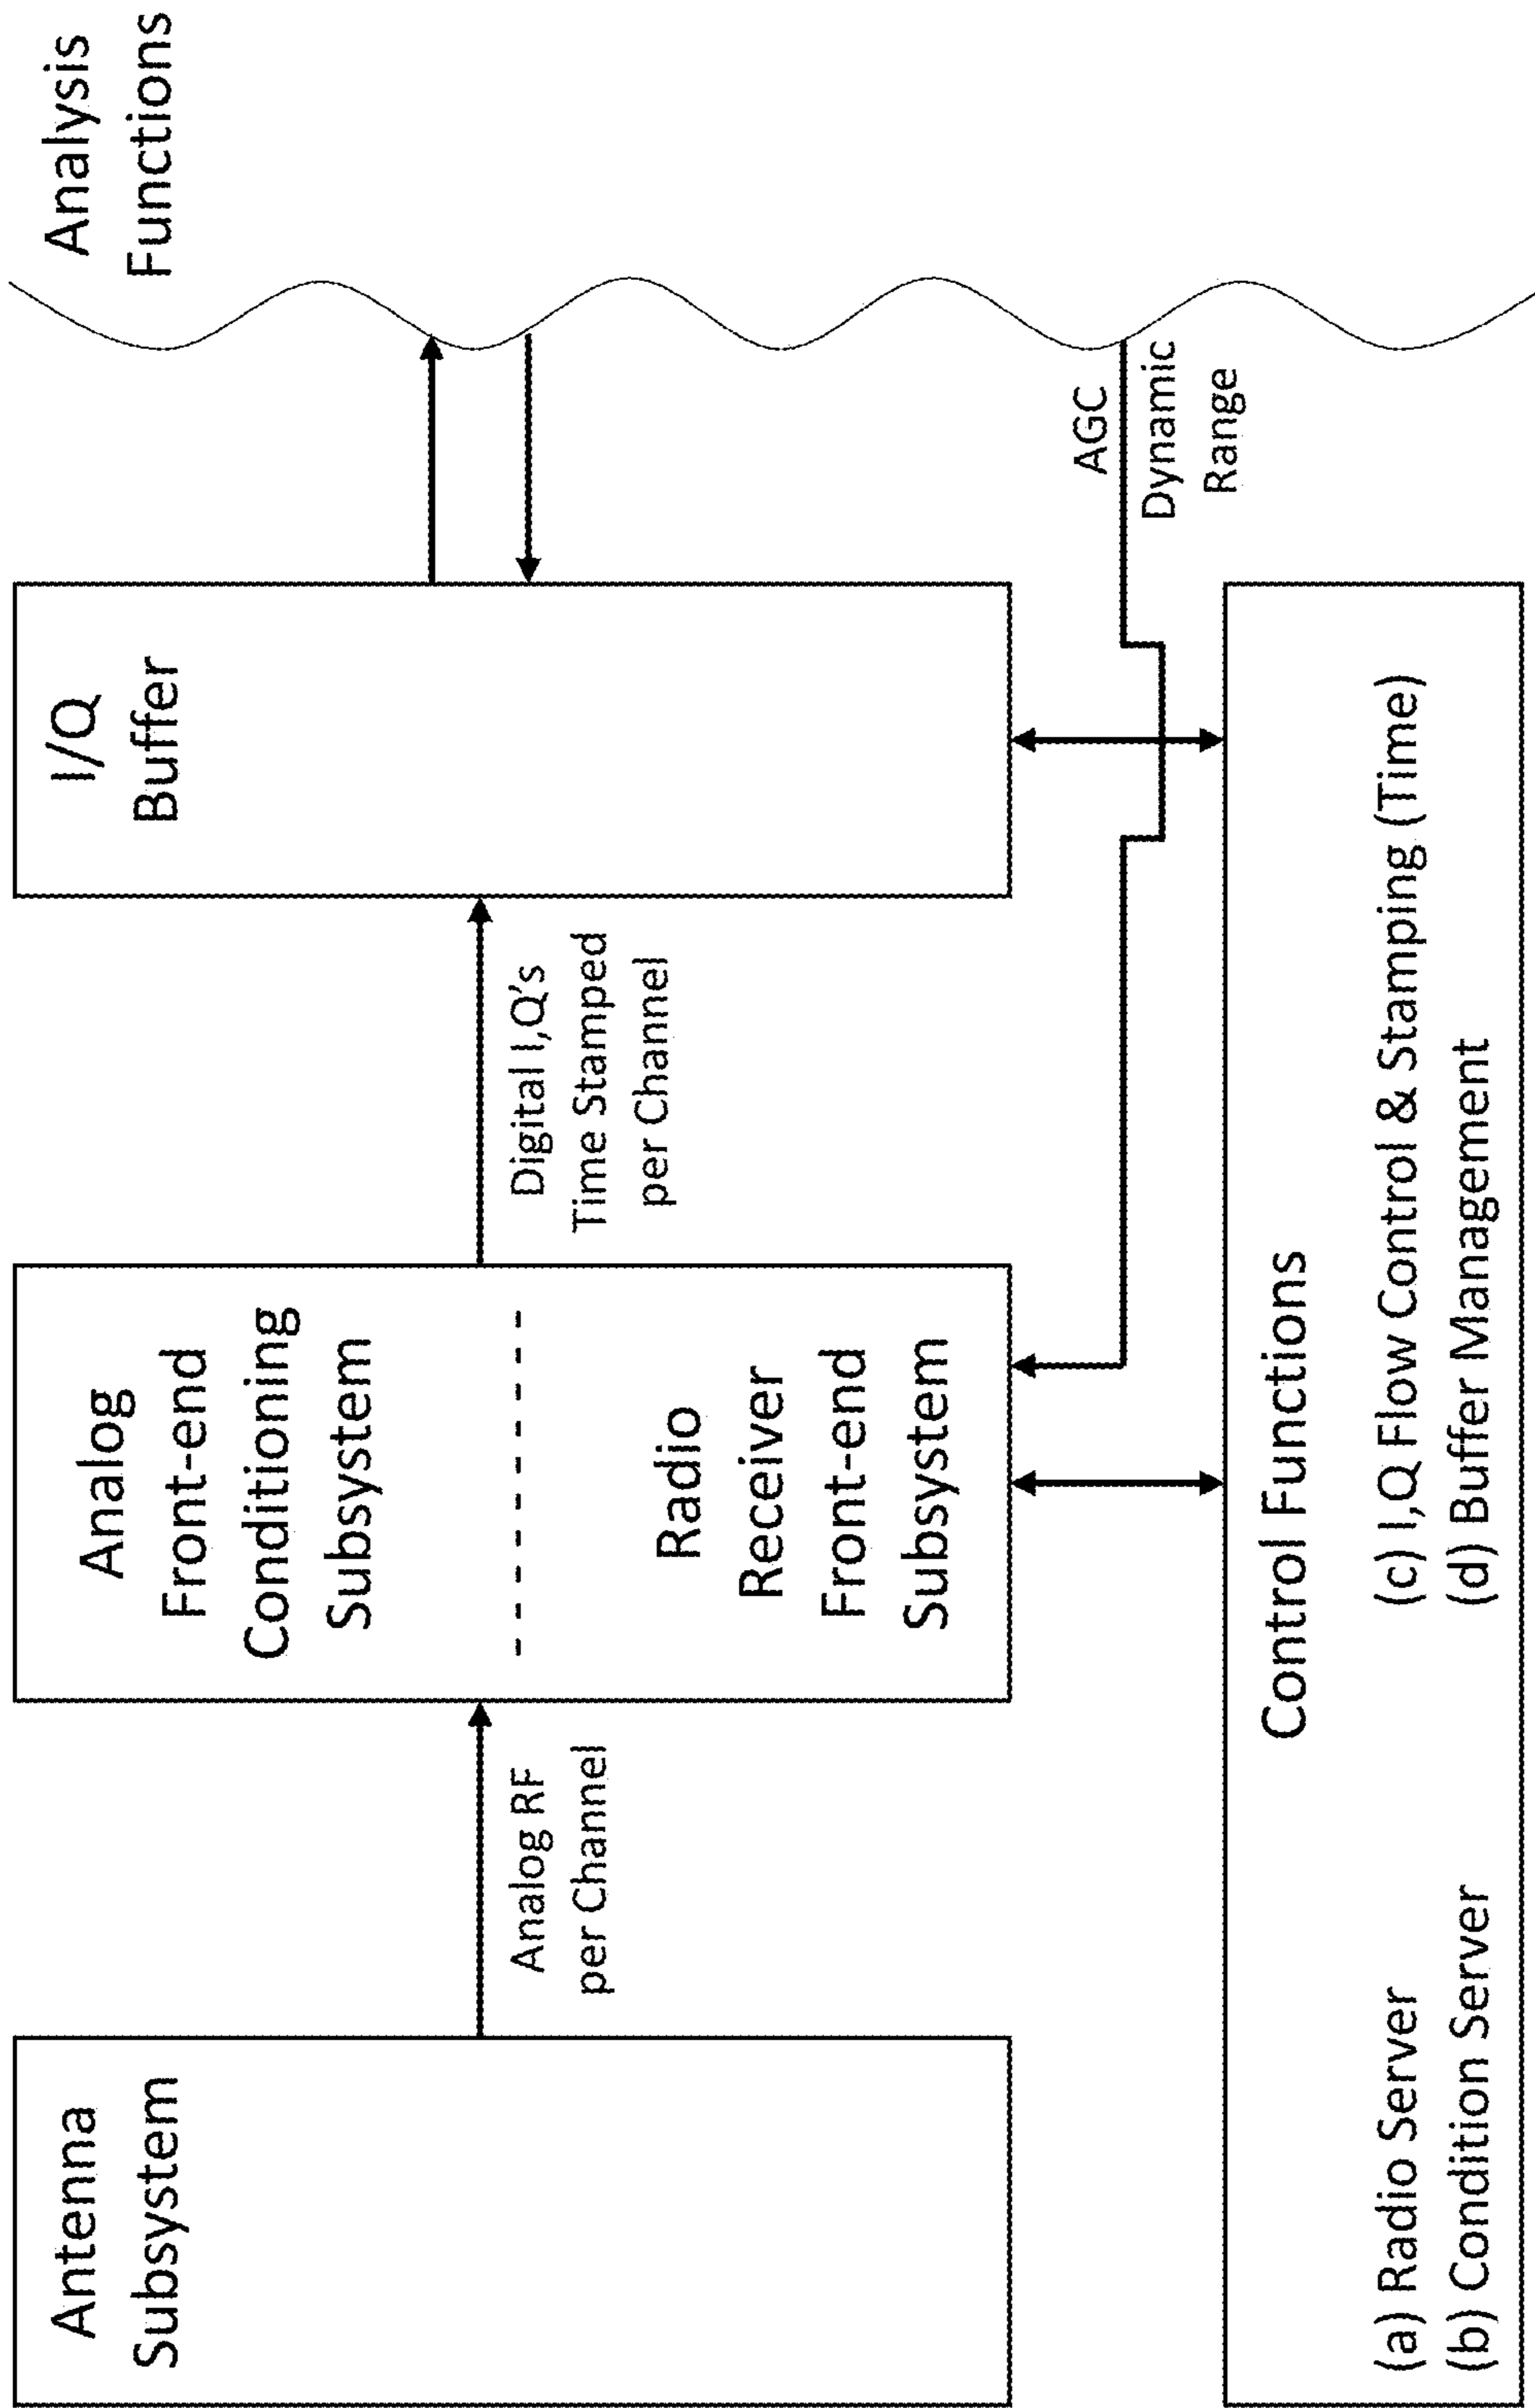 Antenna
Subsystem
Analog RF
per Channel
Analog
Front-end
Conditioning
Subsystem
Radio
Receiver
Front-end
Subsystem
Digital I,Q's
Time Stamped
per Channel
I/Q
Buffer
Analysis
Functions
AGC
Dynamic
Range
Control Functions
(a) Radio Server
(b) Condition Server
(c) I,Q Flow Control & Stamping (Time)
(d) Buffer Management